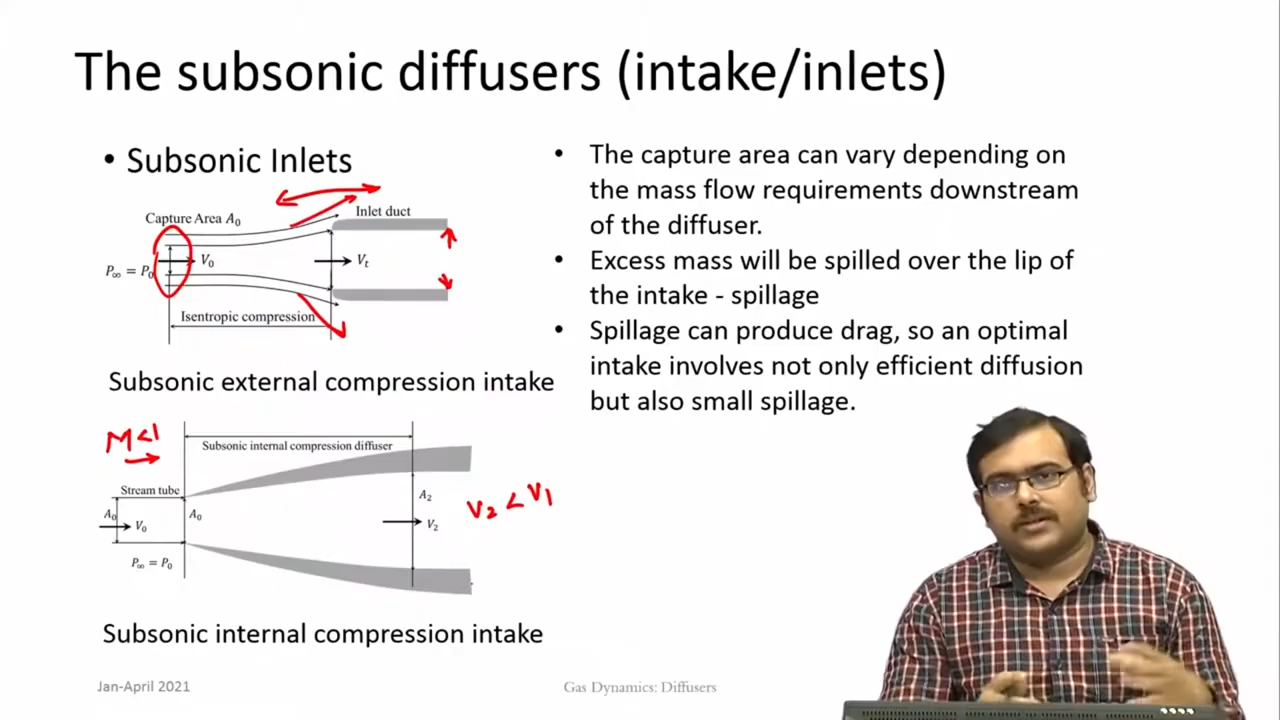 The subsonic diffusers (intake/inlets)
• Subsonic Inlets
Capture Area A₀
Inlet duct
P∞ = P₀
V₀
Vt
Isentropic compression
Subsonic external compression intake
M<1
Subsonic internal compression diffuser
Stream tube
A₀
V₀
A₀
A₂
V₂
V₂ < V₁
P∞ = P₀
Subsonic internal compression intake
• The capture area can vary depending on
the mass flow requirements downstream
of the diffuser.
• Excess mass will be spilled over the lip of
the intake - spillage
• Spillage can produce drag, so an optimal
intake involves not only efficient diffusion
but also small spillage.
Jan-April 2021
Gas Dynamics: Diffusers